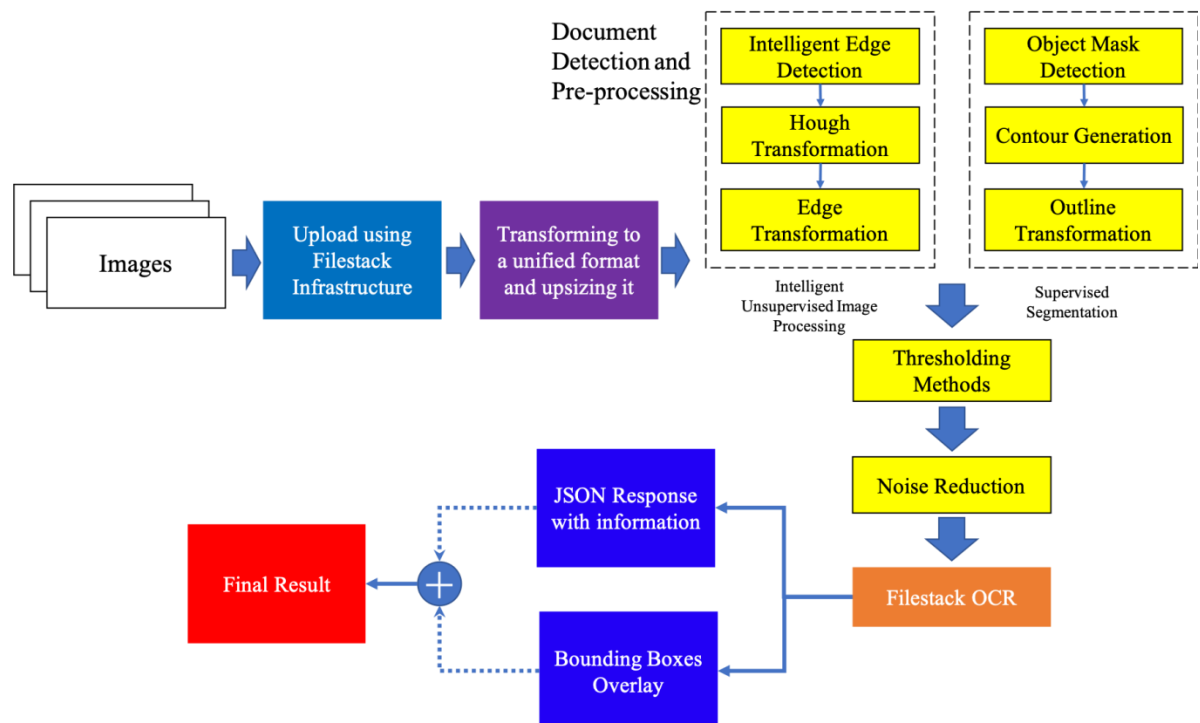 Document
Detection and
Pre-processing
Intelligent Edge
Detection
Hough
Transformation
Edge
Transformation
Object Mask
Detection
Contour Generation
Outline
Transformation
Images
Upload using
Filestack
Infrastructure
Transforming to
a unified format
and upsizing it
Intelligent
Unsupervised Image
Processing
Supervised
Segmentation
Thresholding
Methods
Noise Reduction
JSON Response
with information
Final Result
Filestack OCR
Bounding Boxes
Overlay